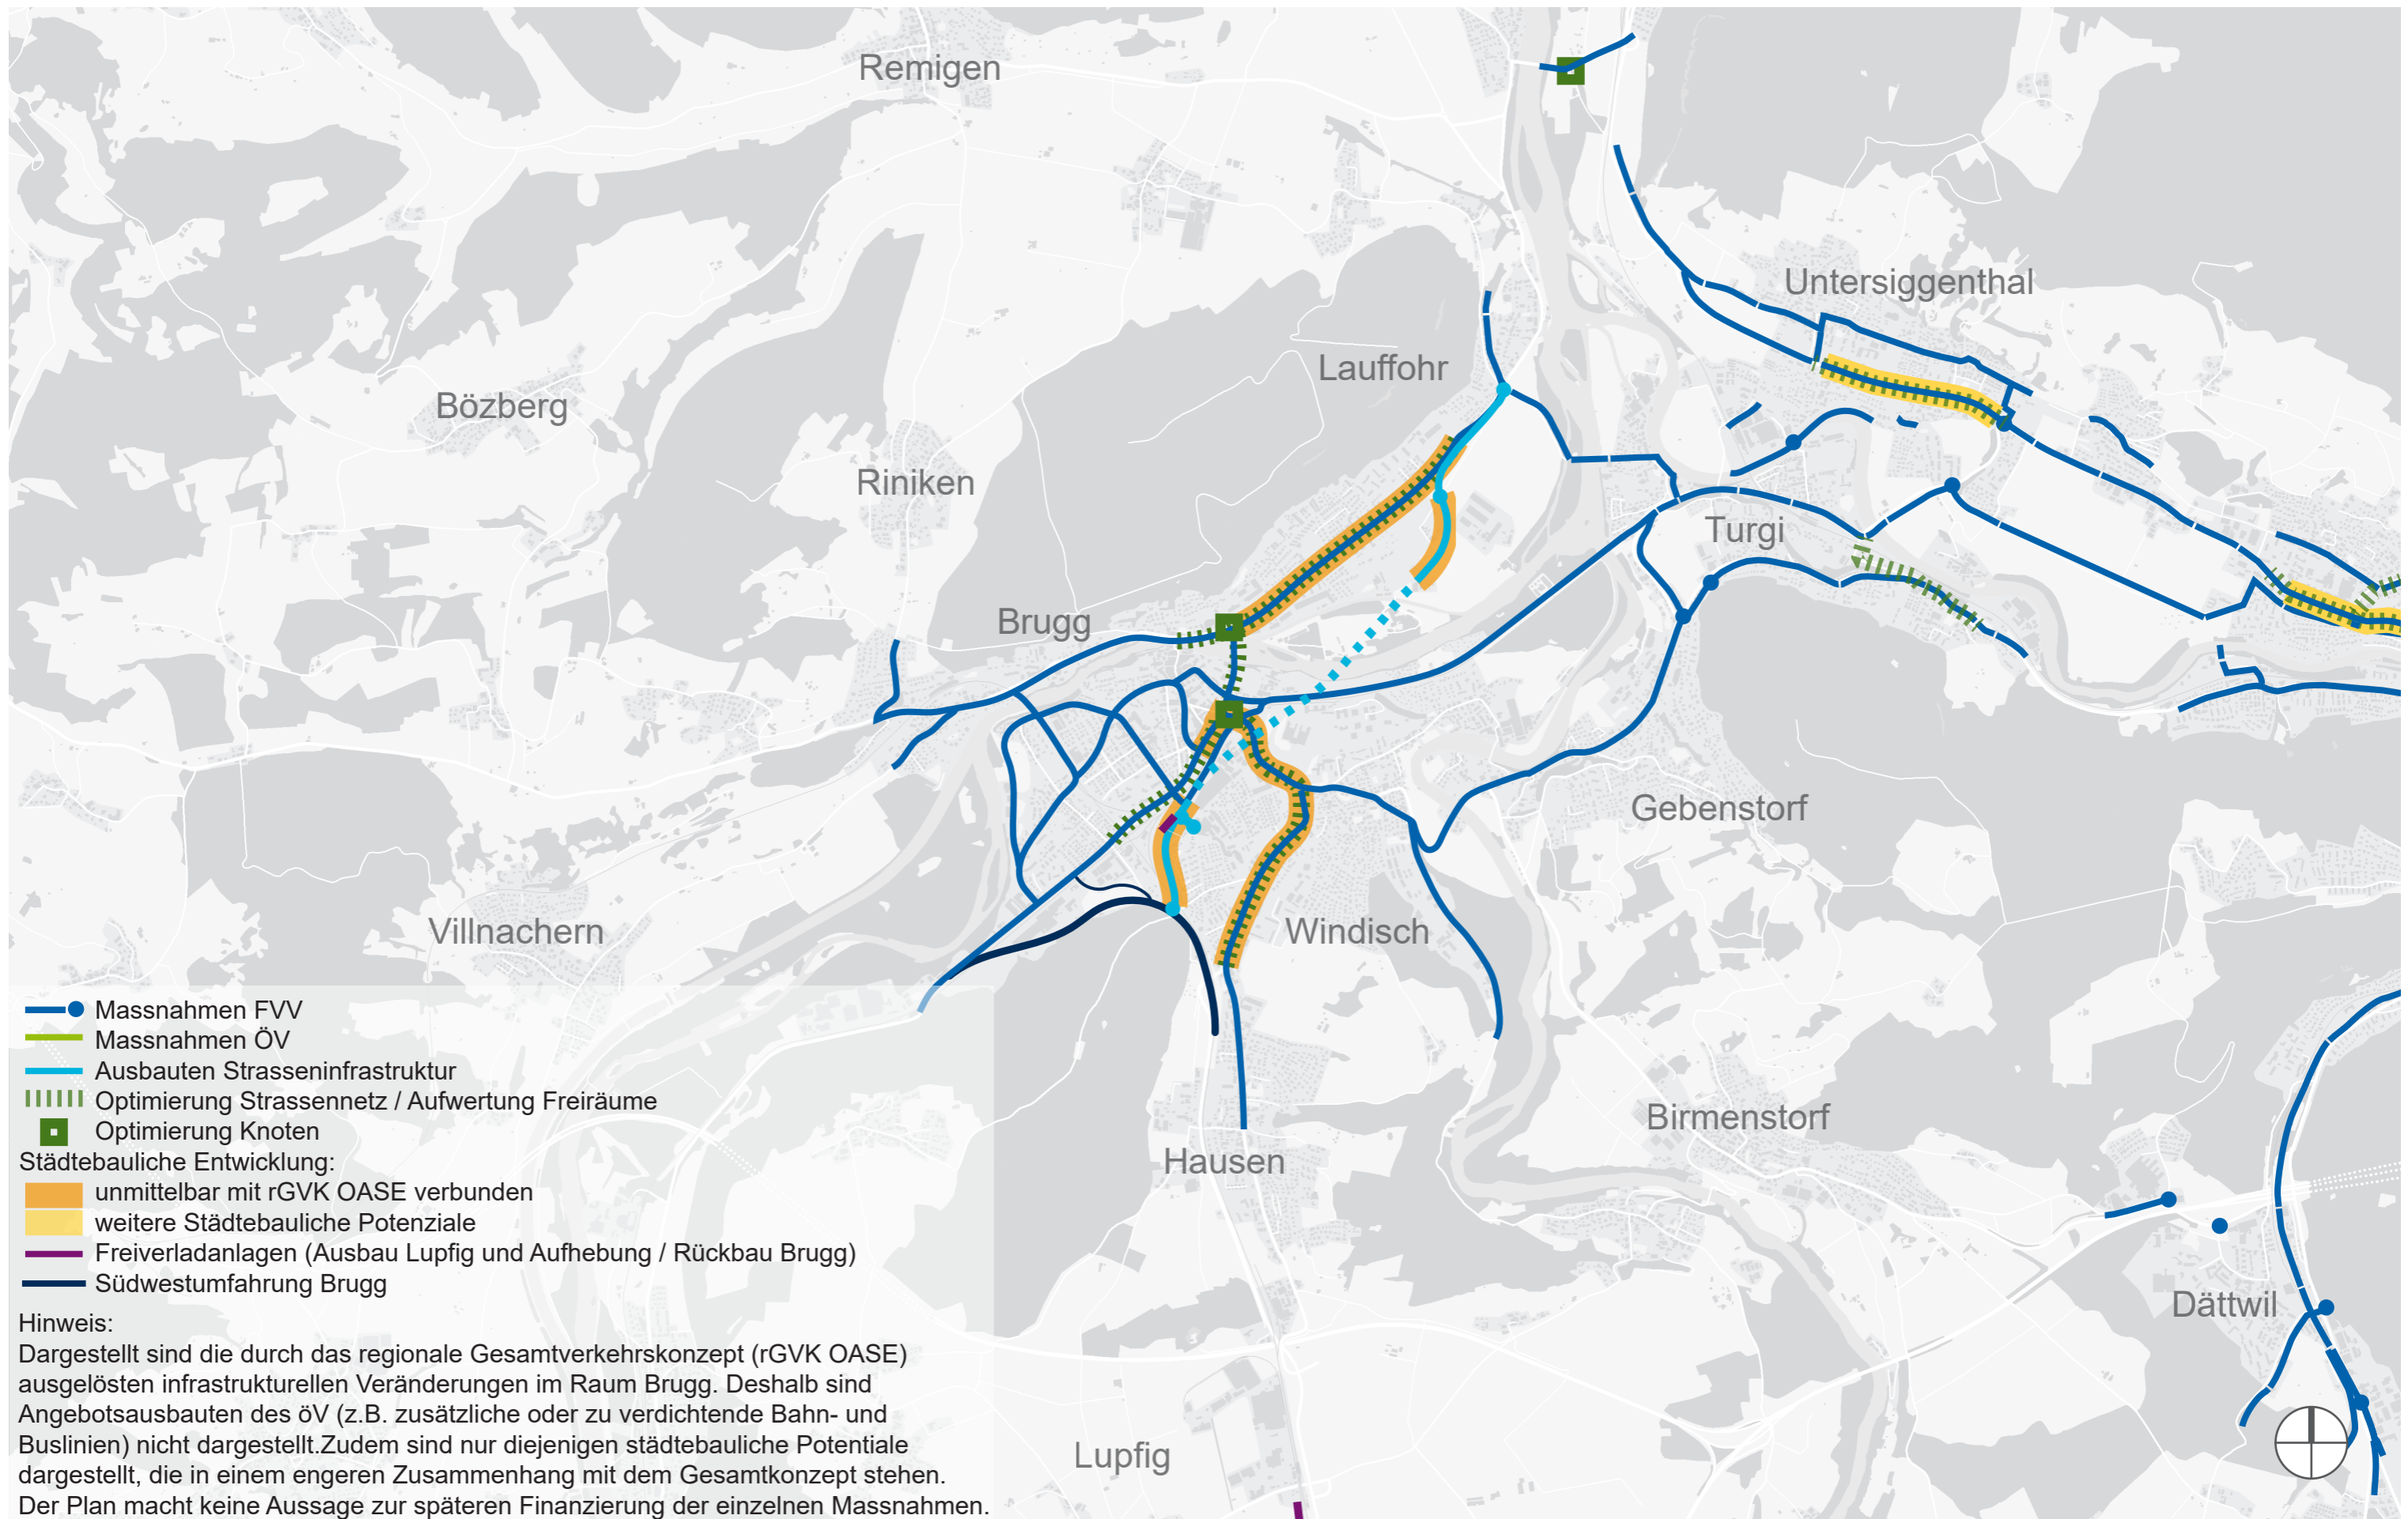 Remigen
Untersiggenthal
Lauffohr
Bözberg
Riniken
Turgi
Brugg
Gebenstorf
Villnachern
Windisch
Birmenstorf
Hausen
Dättwil
Lupfig
Massnahmen FVV
Massnahmen ÖV
Ausbauten Strasseninfrastruktur
Optimierung Strassennetz / Aufwertung Freiräume
Optimierung Knoten
Städtebauliche Entwicklung:
unmittelbar mit rGVK OASE verbunden
weitere Städtebauliche Potenziale
Freiverladanlagen (Ausbau Lupfig und Aufhebung / Rückbau Brugg)
Südwestumfahrung Brugg
Hinweis:
Dargestellt sind die durch das regionale Gesamtverkehrskonzept (rGVK OASE)
ausgelösten infrastrukturellen Veränderungen im Raum Brugg. Deshalb sind
Angebotsausbauten des öV (z.B. zusätzliche oder zu verdichtende Bahn- und
Buslinien) nicht dargestellt.Zudem sind nur diejenigen städtebauliche Potentiale
dargestellt, die in einem engeren Zusammenhang mit dem Gesamtkonzept stehen.
Der Plan macht keine Aussage zur späteren Finanzierung der einzelnen Massnahmen.